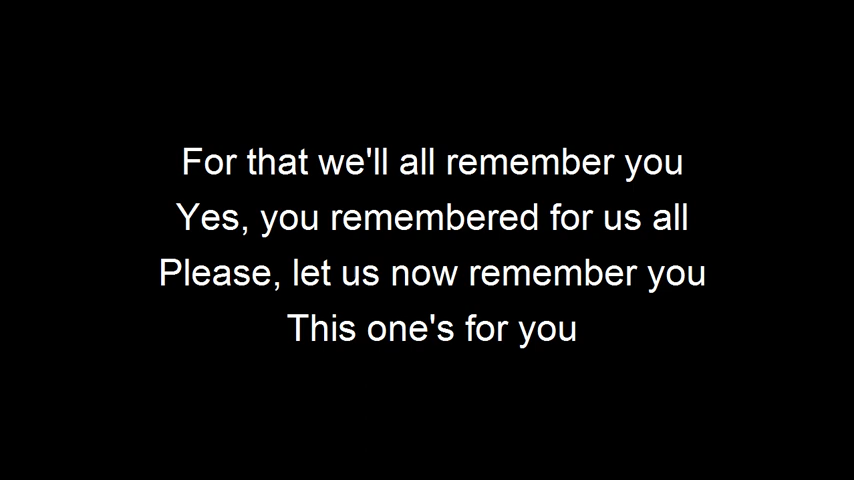 For that we'll all remember you
Yes, you remembered for us all
Please, let us now remember you
This one's for you